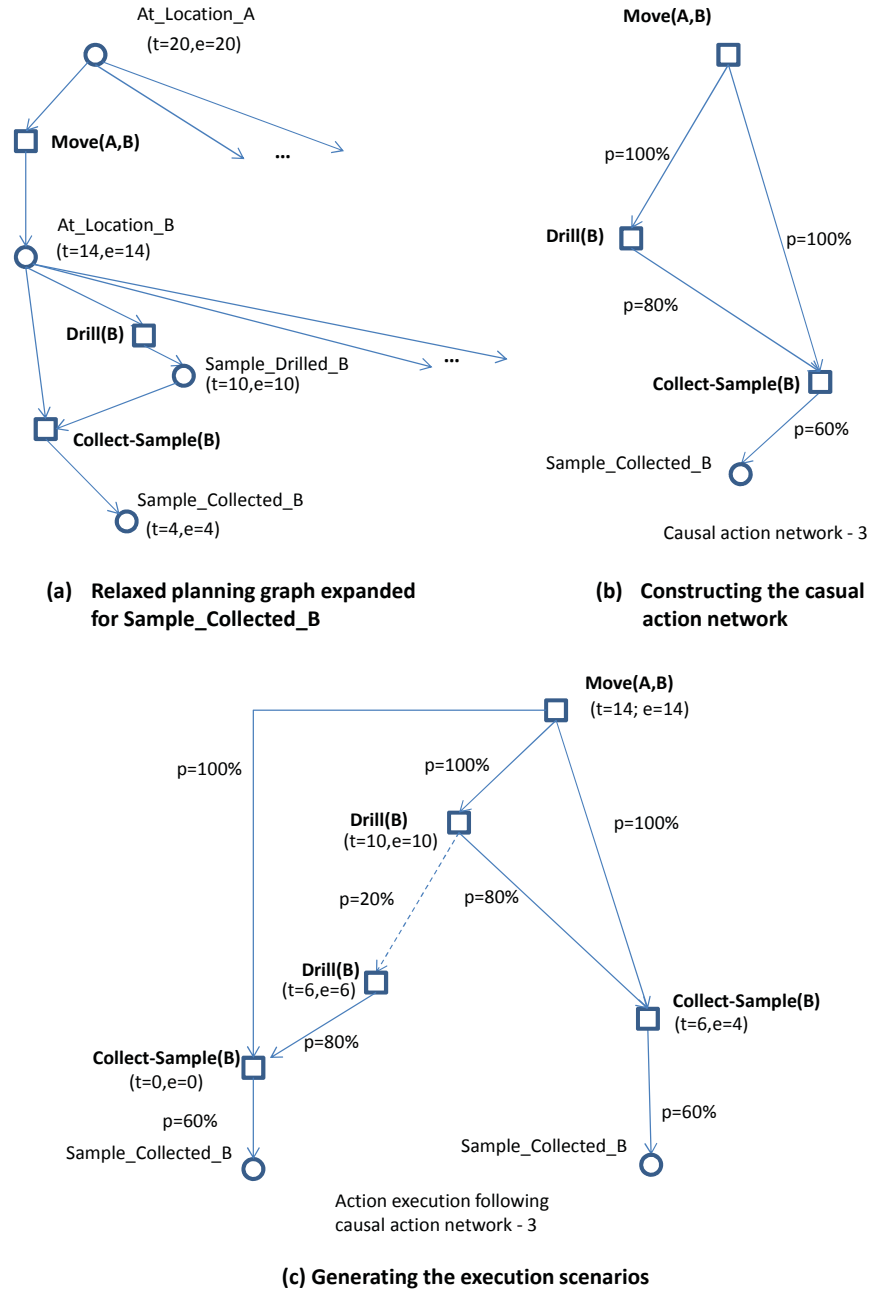 At_Location_A
(t=20,e=20)
Move(A,B)
...
At_Location_B
(t=14,e=14)
Drill(B)
Sample_Drilled_B
(t=10,e=10)
...
Collect-Sample(B)
Sample_Collected_B
(t=4,e=4)
(a) Relaxed planning graph expanded
for Sample_Collected_B
Move(A,B)
p=100%
Drill(B)
p=100%
p=80%
Collect-Sample(B)
p=60%
Sample_Collected_B
Causal action network - 3
(b) Constructing the casual
action network
Move(A,B)
(t=14; e=14)
p=100%
p=100%
Drill(B)
(t=10,e=10)
p=100%
p=20%
p=80%
Drill(B)
(t=6,e=6)
Collect-Sample(B)
(t=6,e=4)
p=80%
Collect-Sample(B)
(t=0,e=0)
p=60%
p=60%
Sample_Collected_B
Sample_Collected_B
Action execution following
causal action network - 3
(c) Generating the execution scenarios